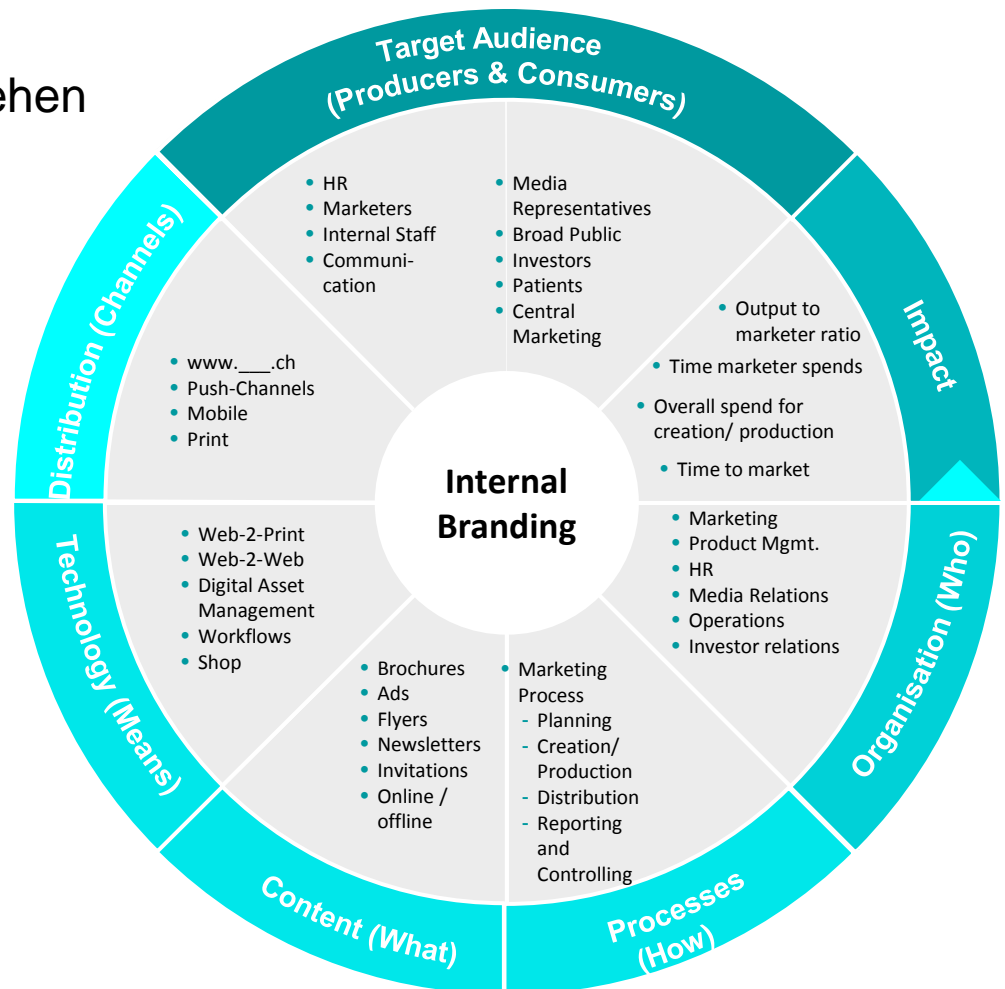 ehen
Target Audience
(Producers & Consumers)
• HR
• Marketers
• Internal Staff
• Communi-
cation
• Media
Representatives
• Broad Public
• Investors
• Patients
• Central
Marketing
Impact
• Output to
marketer ratio
• Time marketer spends
• Overall spend for
creation/ production
• Time to market
Organisation (Who)
• Marketing
• Product Mgmt.
• HR
• Media Relations
• Operations
• Investor relations
Processes
(How)
• Marketing
Process
- Planning
- Creation/
Production
- Distribution
- Reporting
and
Controlling
Content (What)
• Brochures
• Ads
• Flyers
• Newsletters
• Invitations
• Online /
offline
Technology (Means)
• Web-2-Print
• Web-2-Web
• Digital Asset
Management
• Workflows
• Shop
Distribution (Channels)
• www.___.ch
• Push-Channels
• Mobile
• Print
Internal
Branding